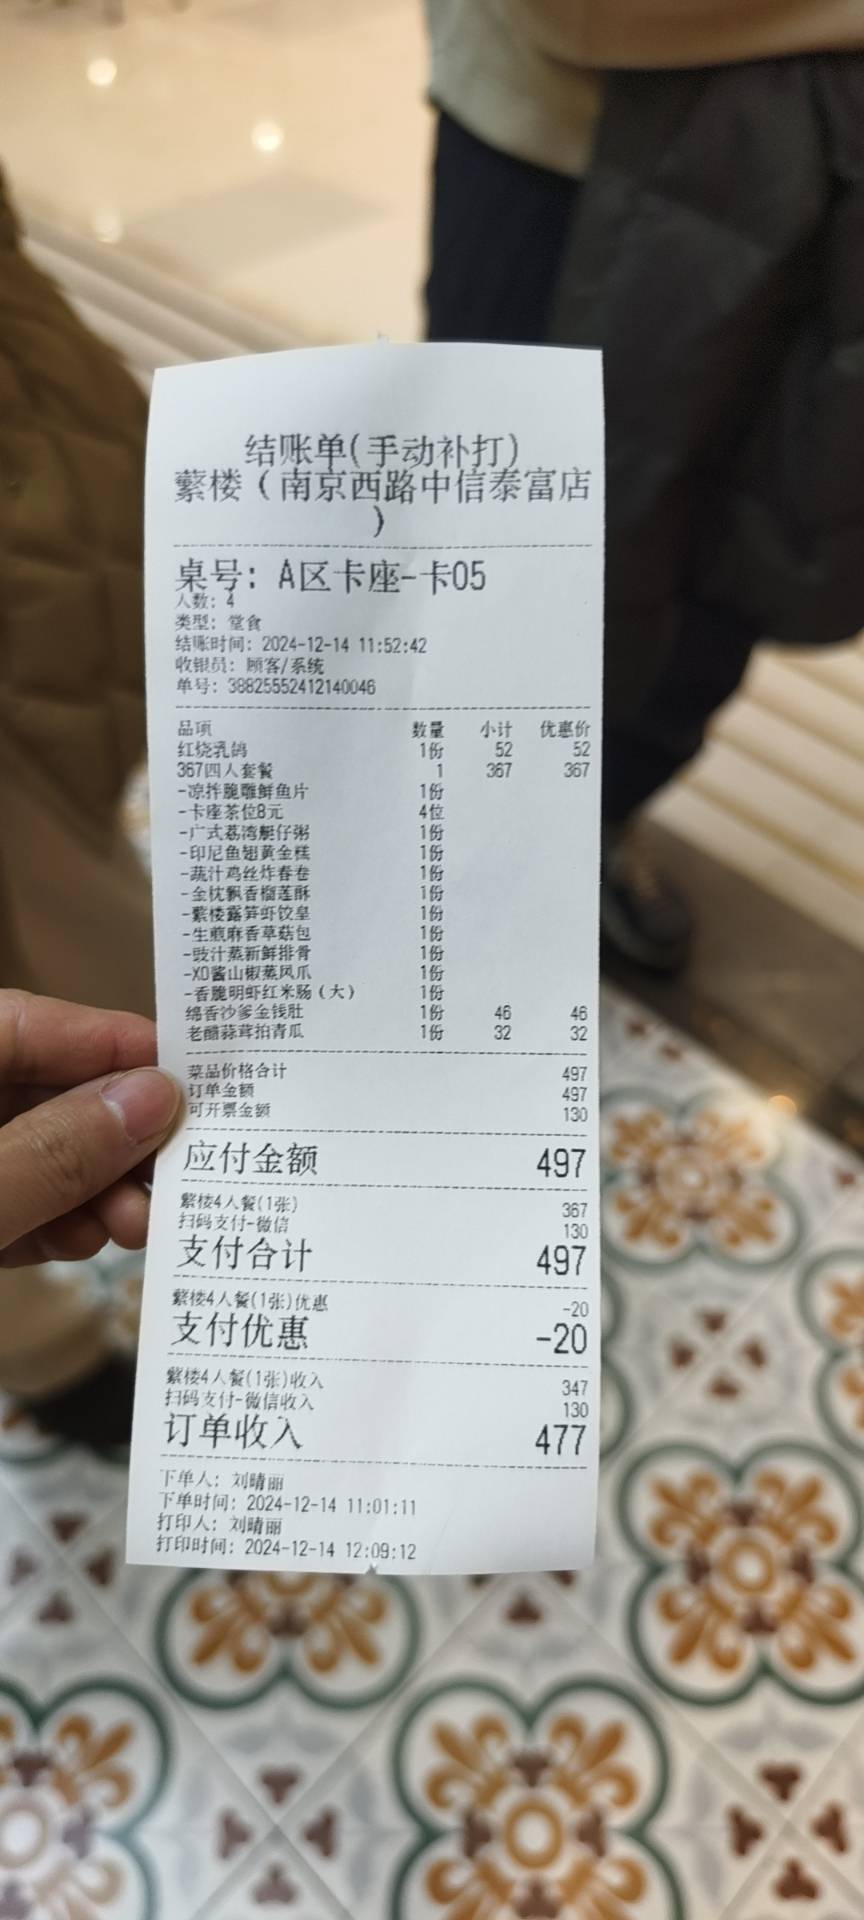 结账单(手动补打)
蘩楼（南京西路中信泰富店
）
桌号: A区卡座-卡05
人数: 4
类型: 堂食
结账时间: 2024-12-14 11:52:42
收银员: 顾客/系统
单号: 38825552412140046
品项 数量 小计 优惠价
红烧乳鸽 1份 52 52
367四人套餐 1 367 367
-凉拌脆雕鲜鱼片 1份
-卡座茶位8元 4位
-广式荔湾艇仔粥 1份
-印尼鱼翅黄金糕 1份
-蔬汁鸡丝炸春卷 1份
-金枕飘香榴莲酥 1份
-蘩楼露笋虾饺皇 1份
-生煎麻香草菇包 1份
-豉汁蒸新鲜排骨 1份
-XO酱山椒蒸凤爪 1份
-香脆明虾红米肠（大） 1份
绵香沙爹金钱肚 1份 46 46
老醋蒜茸拍青瓜 1份 32 32
菜品价格合计 497
订单金额 497
可开票金额 130
应付金额 497
蘩楼4人餐(1张) 367
扫码支付-微信 130
支付合计 497
蘩楼4人餐(1张)优惠 -20
支付优惠 -20
蘩楼4人餐(1张)收入 347
扫码支付-微信收入 130
订单收入 477
下单人: 刘晴丽
下单时间: 2024-12-14 11:01:11
打印人: 刘晴丽
打印时间: 2024-12-14 12:09:12